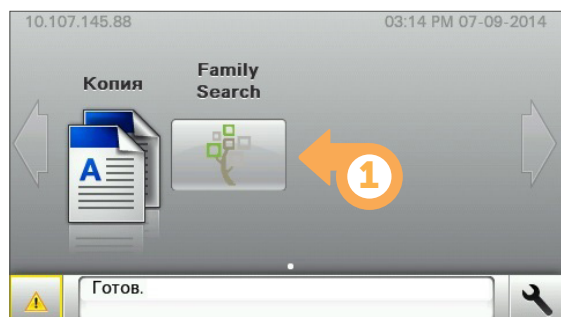 10.107.145.88
03:14 PM 07-09-2014
Копия
Family
Search
A
1
Готов.